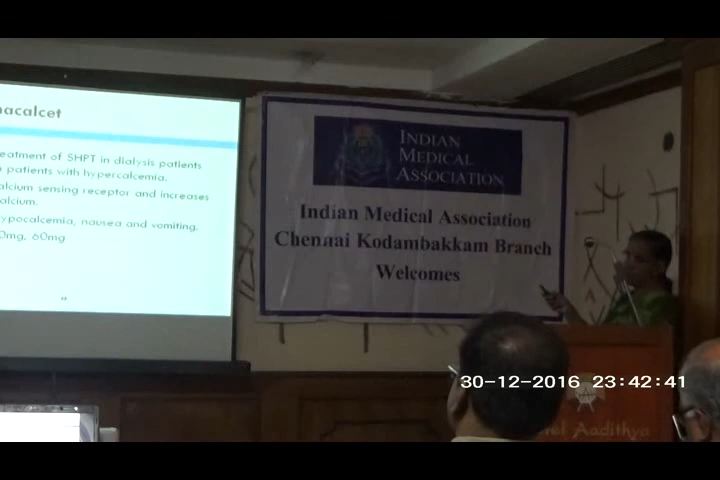 acalcet
eatment of SHPT in dialysis patients
patients with hypercalcemia.
alcium sensing receptor and increases
alcium.
ypocalcemia, nausea and vomiting.
0mg, 60mg
INDIAN
MEDICAL
ASSOCIATION
Indian Medical Association
Chennai Kodambakkam Branch
Welcomes
30-12-2016 23:42:41
el Aadithya